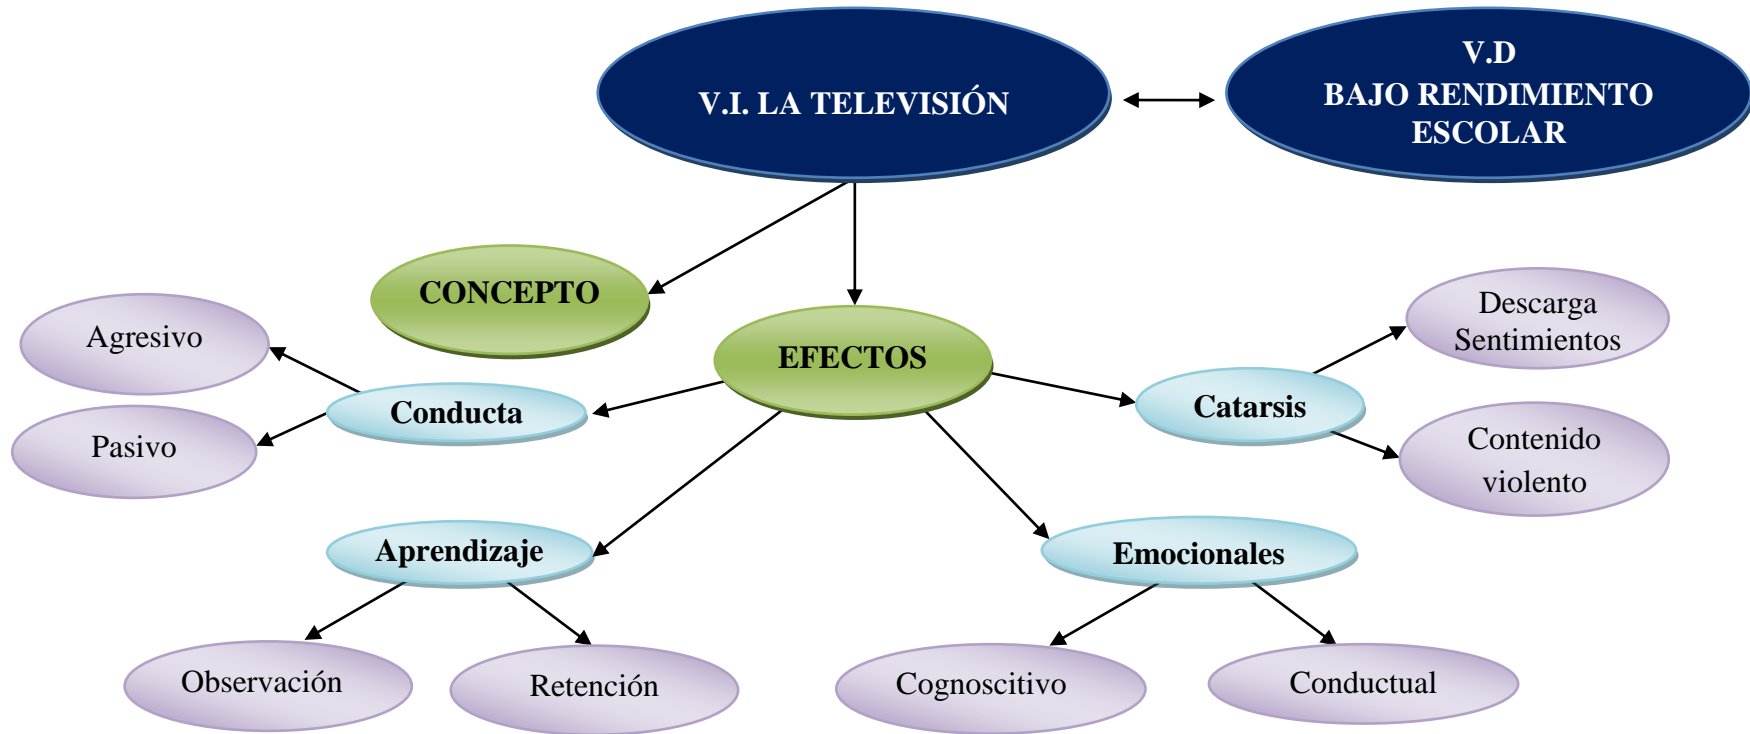 V.I. LA TELEVISIÓN
V.D
BAJO RENDIMIENTO
ESCOLAR
CONCEPTO
EFECTOS
Agresivo
Pasivo
Conducta
Descarga
Sentimientos
Catarsis
Contenido
violento
Aprendizaje
Emocionales
Observación
Retención
Cognoscitivo
Conductual